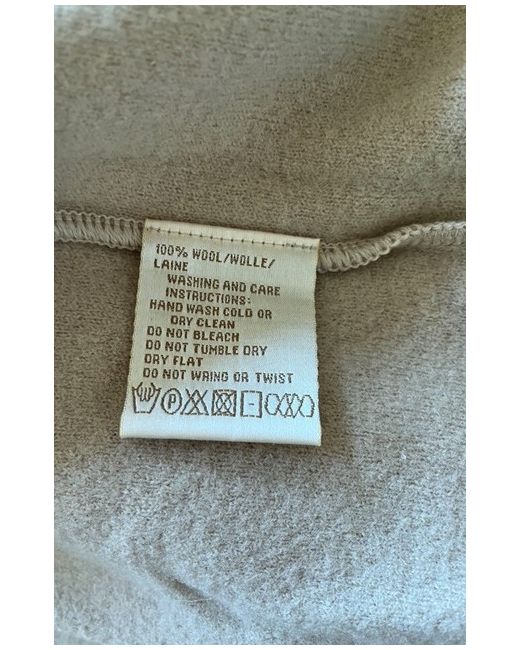 100% WOOL/WOLLE/
LAINE
WASHING AND CARE
INSTRUCTIONS:
HAND WASH COLD OR
DRY CLEAN
DO NOT BLEACH
DO NOT TUMBLE DRY
DRY FLAT
DO NOT WRING OR TWIST
P